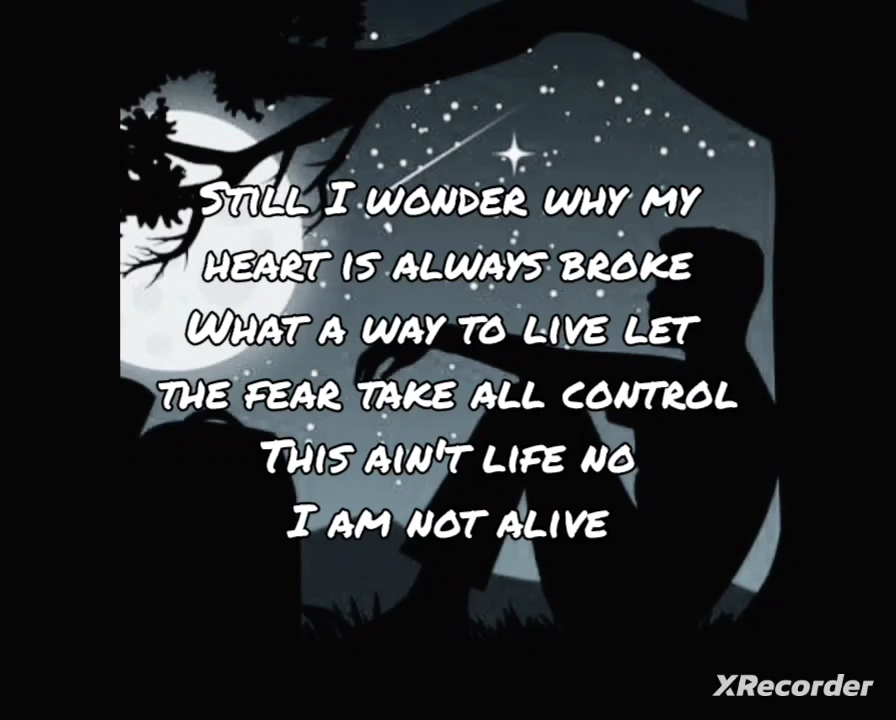 Still I wonder why my
heart is always broke
What a way to live let
the fear take all control
This ain't life no
I am not alive
XRecorder